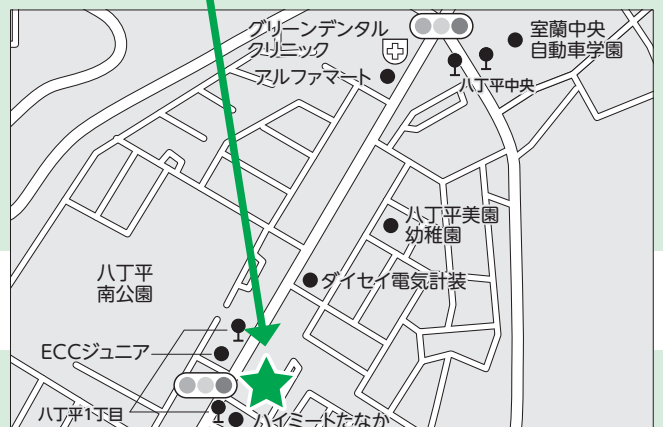 グリーンデンタル
クリニック
室蘭中央
自動車学園
アルファマート
八丁平中央
八丁平美園
幼稚園
八丁平
南公園
ダイセイ電気計装
ECCジュニア
八丁平1丁目
ハイミートたなか